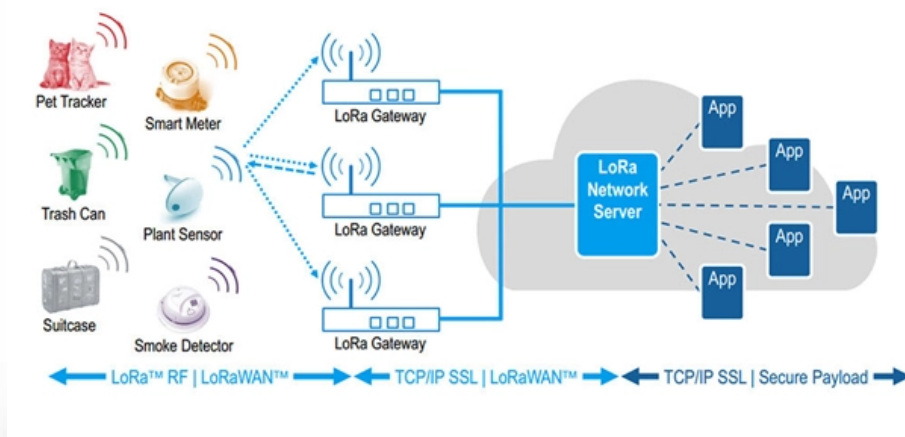 Pet Tracker
Smart Meter
Trash Can
Plant Sensor
Suitcase
Smoke Detector
LoRa Gateway
LoRa Gateway
LoRa Gateway
LoRa
Network
Server
App
App
App
App
App
LoRa™ RF | LoRaWAN™
TCP/IP SSL | LoRaWAN™
TCP/IP SSL | Secure Payload